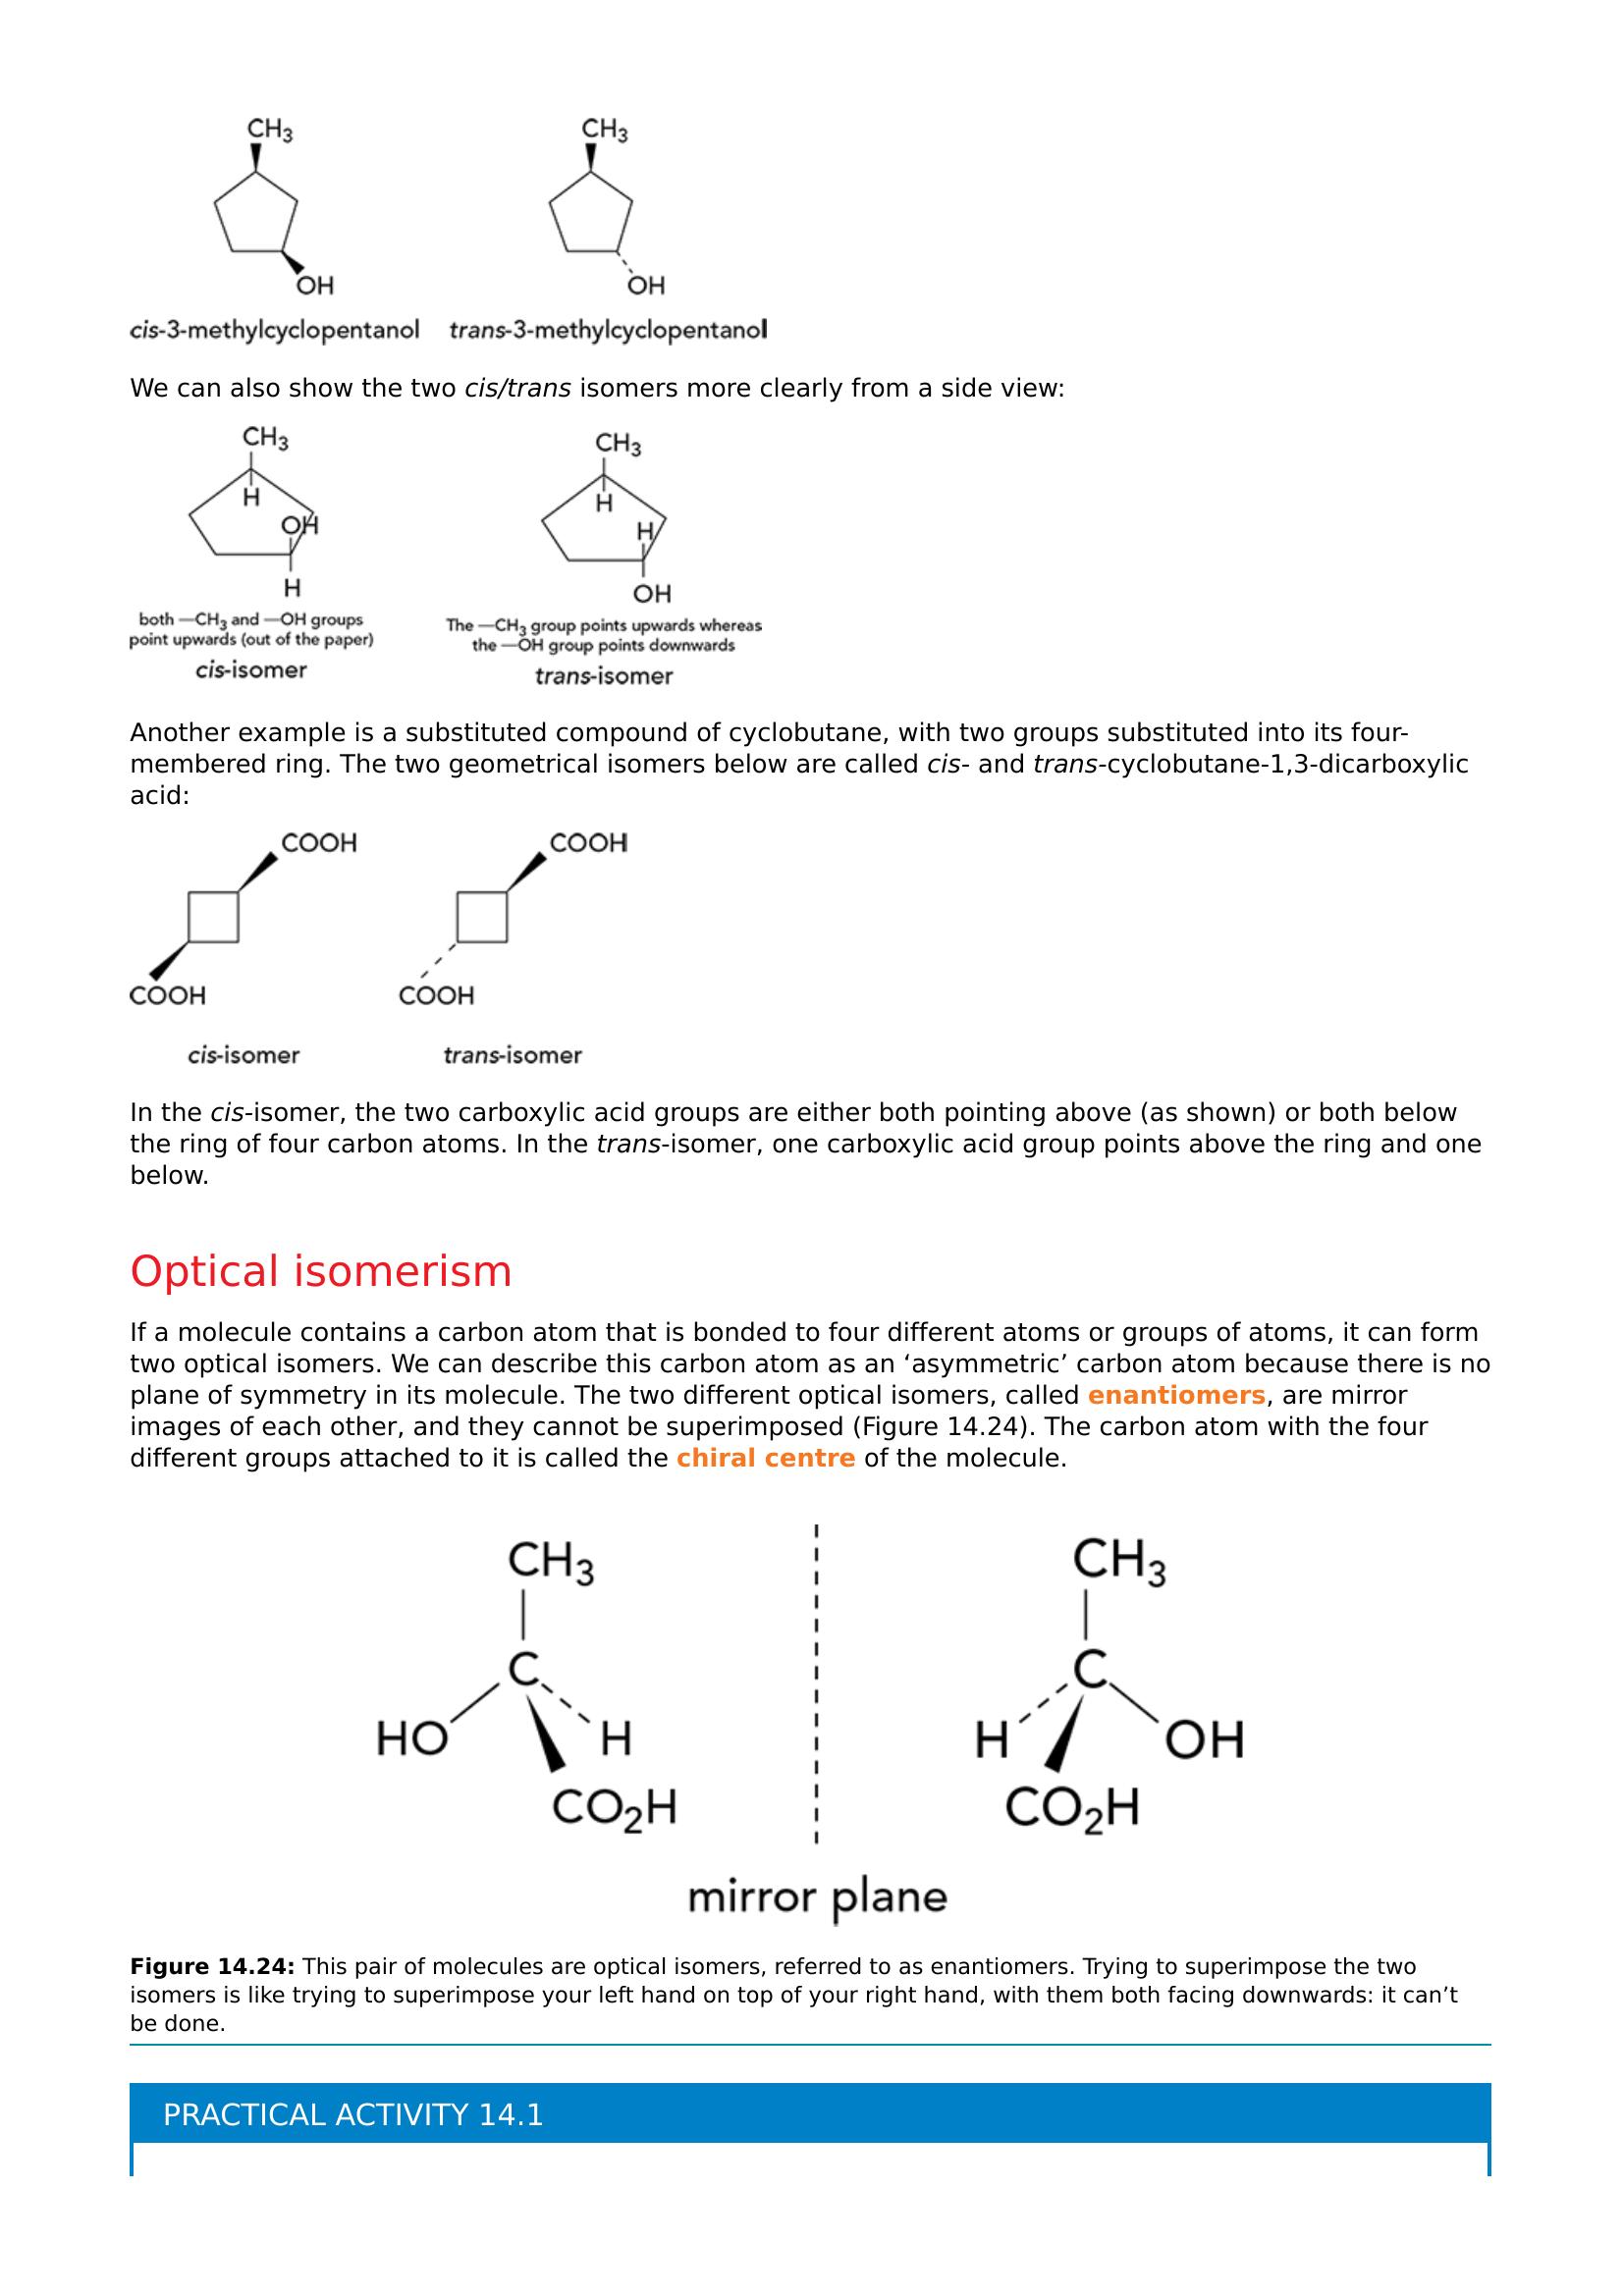 CH3
CH3
OH
OH
cis-3-methylcyclopentanol trans-3-methylcyclopentanol
We can also show the two cis/trans isomers more clearly from a side view:
CH3
CH3
H
H
OH
H
H
OH
both —CH3 and —OH groups
point upwards (out of the paper)
cis-isomer
The —CH3 group points upwards whereas
the —OH group points downwards
trans-isomer
Another example is a substituted compound of cyclobutane, with two groups substituted into its four-
membered ring. The two geometrical isomers below are called cis- and trans-cyclobutane-1,3-dicarboxylic
acid:
COOH
COOH
COOH
COOH
cis-isomer
trans-isomer
In the cis-isomer, the two carboxylic acid groups are either both pointing above (as shown) or both below
the ring of four carbon atoms. In the trans-isomer, one carboxylic acid group points above the ring and one
below.
Optical isomerism
If a molecule contains a carbon atom that is bonded to four different atoms or groups of atoms, it can form
two optical isomers. We can describe this carbon atom as an ‘asymmetric’ carbon atom because there is no
plane of symmetry in its molecule. The two different optical isomers, called enantiomers, are mirror
images of each other, and they cannot be superimposed (Figure 14.24). The carbon atom with the four
different groups attached to it is called the chiral centre of the molecule.
CH3
CH3
C
C
HO
H
H
OH
CO2H
CO2H
mirror plane
Figure 14.24: This pair of molecules are optical isomers, referred to as enantiomers. Trying to superimpose the two
isomers is like trying to superimpose your left hand on top of your right hand, with them both facing downwards: it can’t
be done.
PRACTICAL ACTIVITY 14.1